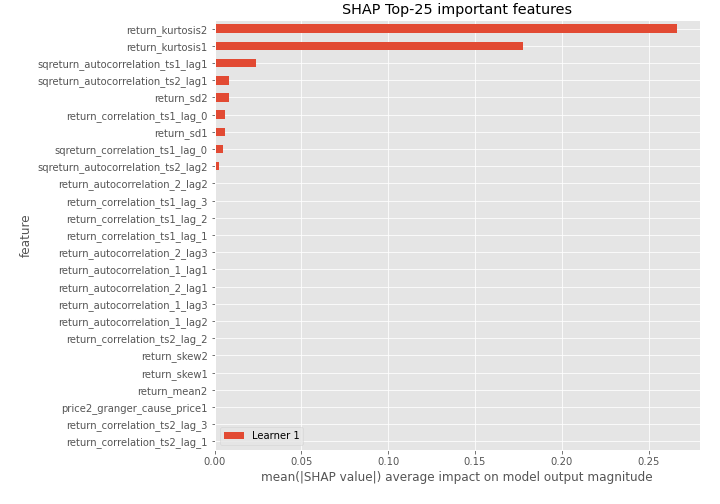 SHAP Top-25 important features
return_kurtosis2
return_kurtosis1
sqreturn_autocorrelation_ts1_lag1
sqreturn_autocorrelation_ts2_lag1
return_sd2
return_correlation_ts1_lag_0
return_sd1
sqreturn_correlation_ts1_lag_0
sqreturn_autocorrelation_ts2_lag2
return_autocorrelation_2_lag2
return_correlation_ts1_lag_3
return_correlation_ts1_lag_2
return_correlation_ts1_lag_1
return_autocorrelation_2_lag3
return_autocorrelation_1_lag1
return_autocorrelation_2_lag1
return_autocorrelation_1_lag3
return_autocorrelation_1_lag2
return_correlation_ts2_lag_2
return_skew2
return_skew1
return_mean2
price2_granger_cause_price1
return_correlation_ts2_lag_3
return_correlation_ts2_lag_1
feature
Learner 1
0.00 0.05 0.10 0.15 0.20 0.25
mean(|SHAP value|) average impact on model output magnitude